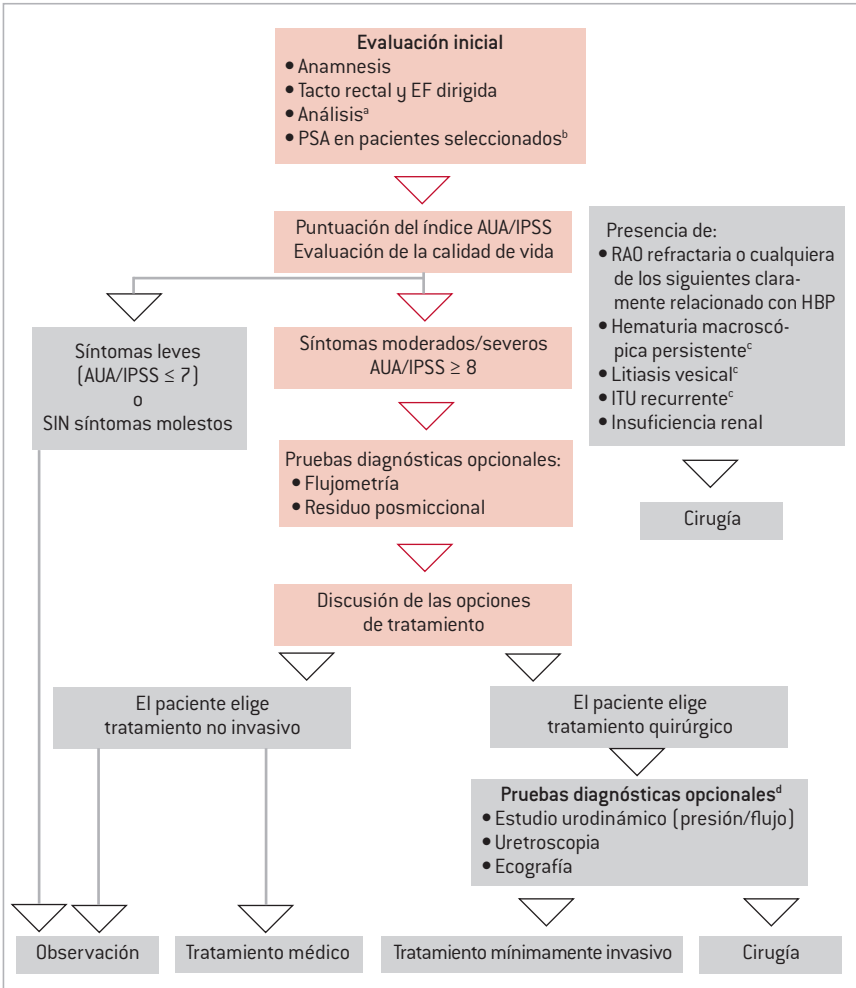 Evaluación inicial
• Anamnesis
• Tacto rectal y EF dirigida
• Análisisᵃ
• PSA en pacientes seleccionadosᵇ
Puntuación del índice AUA/IPSS
Evaluación de la calidad de vida
Presencia de:
• RAO refractaria o cualquiera
de los siguientes clara-
mente relacionado con HBP
• Hematuria macroscó-
pica persistenteᶜ
• Litiasis vesicalᶜ
• ITU recurrenteᶜ
• Insuficiencia renal
Síntomas leves
(AUA/IPSS ≤ 7)
o
SIN síntomas molestos
Síntomas moderados/severos
AUA/IPSS ≥ 8
Pruebas diagnósticas opcionales:
• Flujometría
• Residuo posmiccional
Cirugía
Discusión de las opciones
de tratamiento
El paciente elige
tratamiento no invasivo
El paciente elige
tratamiento quirúrgico
Pruebas diagnósticas opcionalesᵈ
• Estudio urodinámico (presión/flujo)
• Uretroscopia
• Ecografía
Observación
Tratamiento médico
Tratamiento mínimamente invasivo
Cirugía